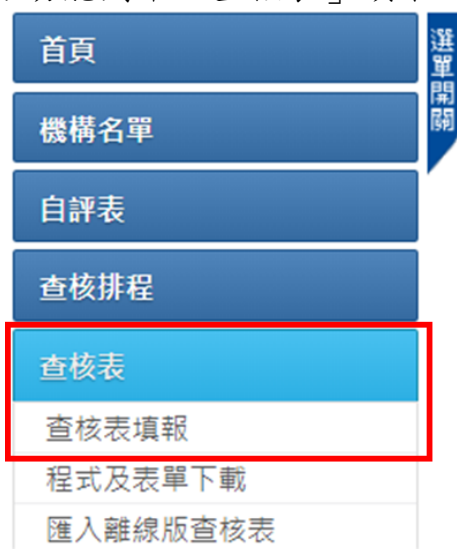 首頁
選單開關
機構名單
自評表
查核排程
查核表
查核表填報
程式及表單下載
匯入離線版查核表